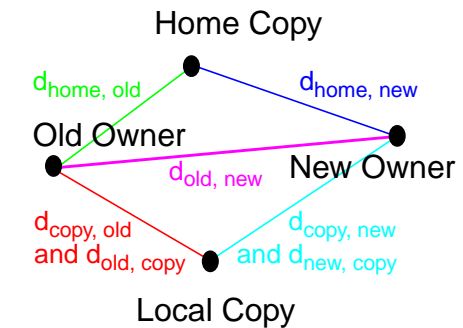 Home Copy
d_home, old
d_home, new
Old Owner
d_old, new
New Owner
d_copy, old
and d_old, copy
d_copy, new
and d_new, copy
Local Copy